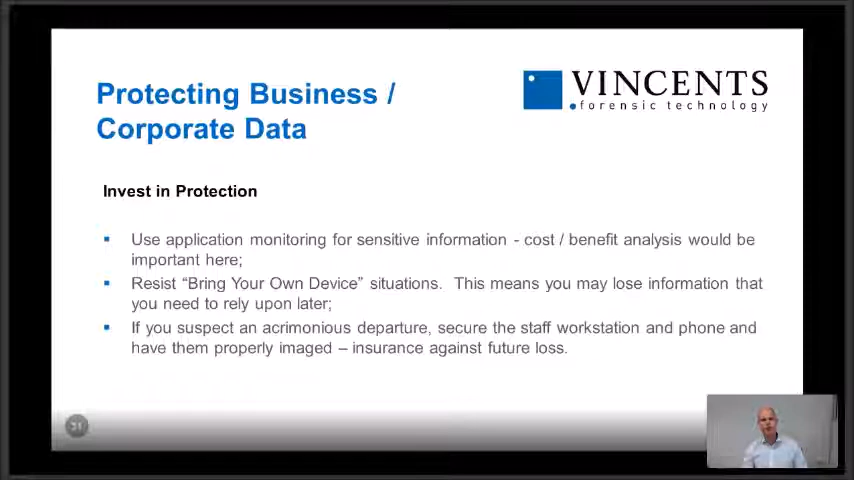 Protecting Business /
Corporate Data
VINCENTS
forensic technology
Invest in Protection
Use application monitoring for sensitive information - cost / benefit analysis would be
important here;
Resist “Bring Your Own Device” situations.  This means you may lose information that
you need to rely upon later;
If you suspect an acrimonious departure, secure the staff workstation and phone and
have them properly imaged – insurance against future loss.
31